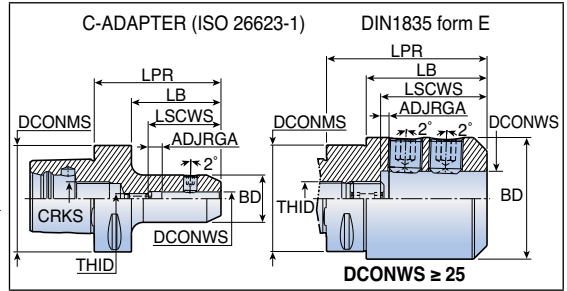 C-ADAPTER (ISO 26623-1) DIN1835 form E
LPR
LB
LSCWS
DCONMS
ADJRGA
2°
CRKS
BD
DCONWS
THID
LPR
LB
LSCWS
ADJRGA
DCONMS
DCONWS
2° 2°
THID
BD
DCONWS ≥ 25